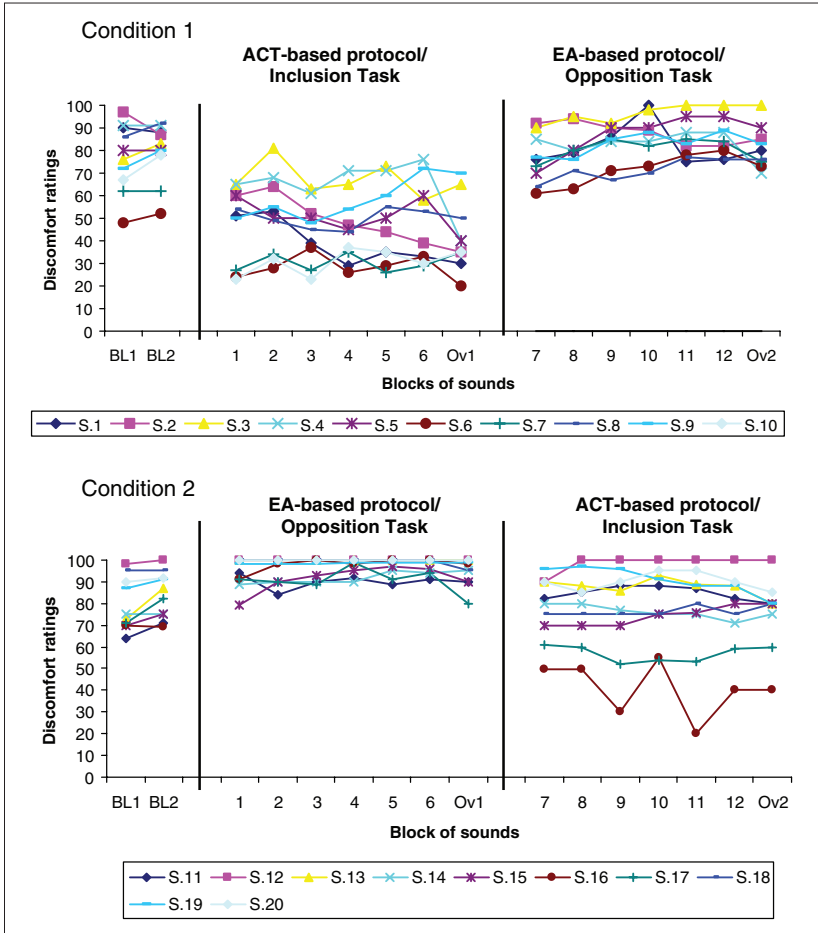 Condition 1
ACT-based protocol/
Inclusion Task
EA-based protocol/
Opposition Task
Discomfort ratings
100
90
80
70
60
50
40
30
20
10
0
BL1 BL2 1 2 3 4 5 6 Ov1 7 8 9 10 11 12 Ov2
Blocks of sounds
S.1 S.2 S.3 S.4 S.5 S.6 S.7 S.8 S.9 S.10
Condition 2
EA-based protocol/
Opposition Task
ACT-based protocol/
Inclusion Task
Discomfort ratings
100
90
80
70
60
50
40
30
20
10
0
BL1 BL2 1 2 3 4 5 6 Ov1 7 8 9 10 11 12 Ov2
Block of sounds
S.11 S.12 S.13 S.14 S.15 S.16 S.17 S.18
S.19 S.20